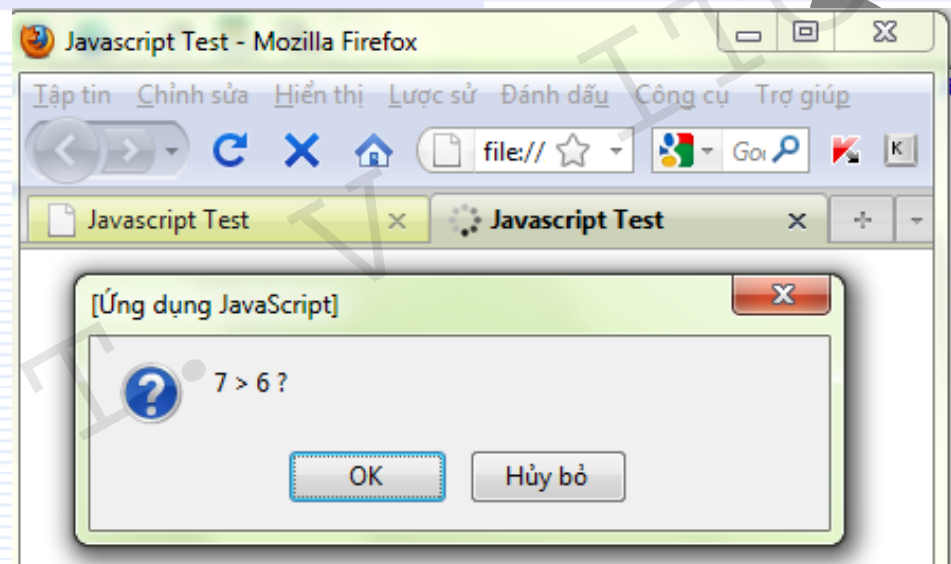 Javascript Test - Mozilla Firefox
Tập tin Chỉnh sửa Hiển thị Lược sử Đánh dấu Công cụ Trợ giúp
file:// K
Javascript Test Javascript Test
[Ứng dụng JavaScript]
7 > 6 ?
OK Hủy bỏ